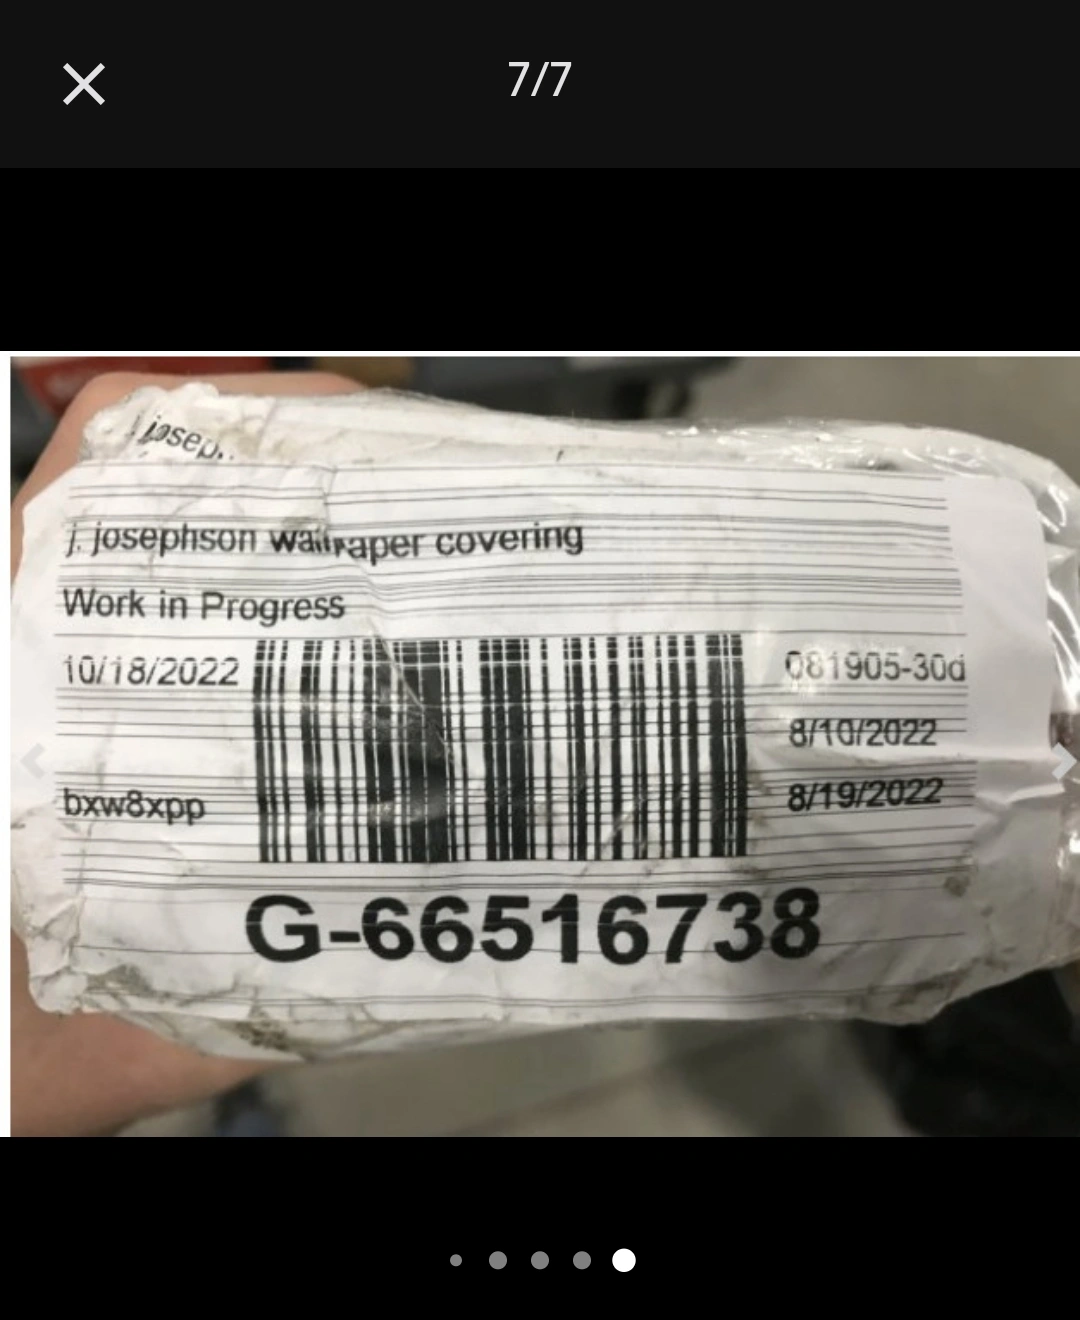 7/7
j. josephson wallpaper covering
Work in Progress
10/18/2022
081905-30d
8/10/2022
bxw8xpp
8/19/2022
G-66516738